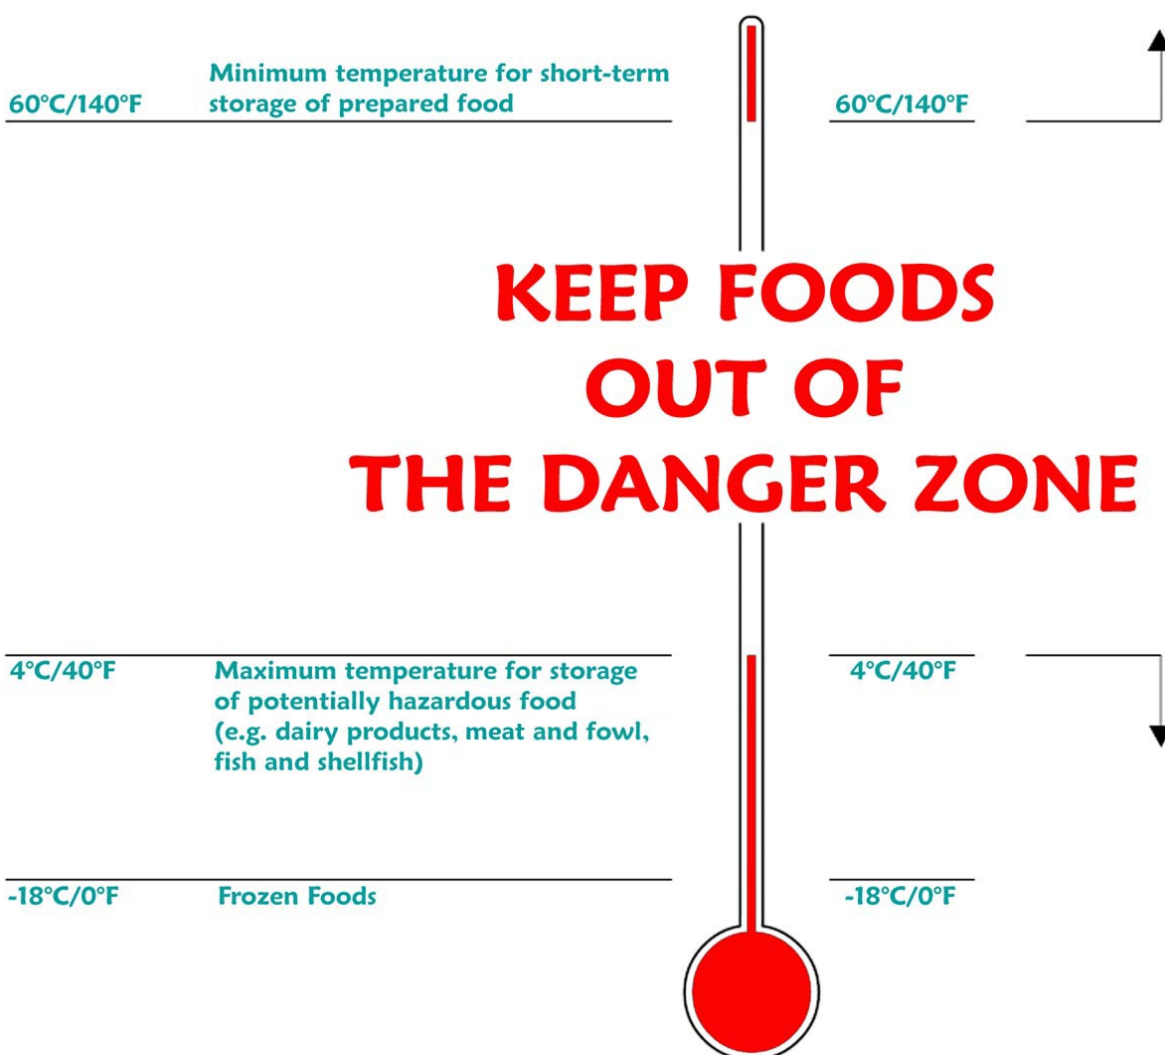 Minimum temperature for short-term
60°C/140°F storage of prepared food 60°C/140°F
KEEP FOODS
OUT OF
THE DANGER ZONE
4°C/40°F Maximum temperature for storage 4°C/40°F
of potentially hazardous food
(e.g. dairy products, meat and fowl,
fish and shellfish)
-18°C/0°F Frozen Foods -18°C/0°F